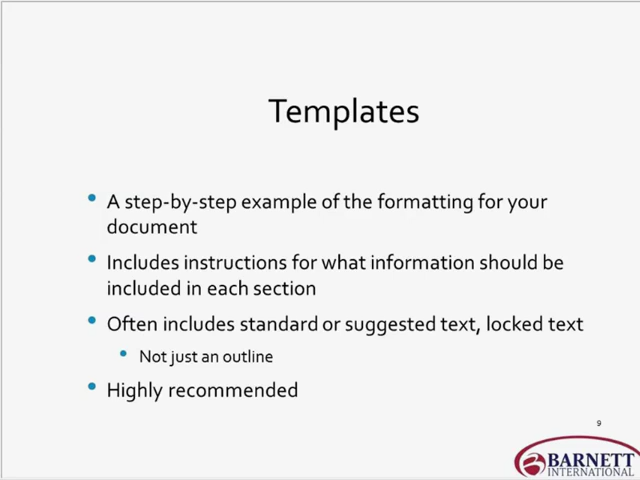 Templates
• A step-by-step example of the formatting for your
document
• Includes instructions for what information should be
included in each section
• Often includes standard or suggested text, locked text
• Not just an outline
• Highly recommended
9
BARNETT
INTERNATIONAL